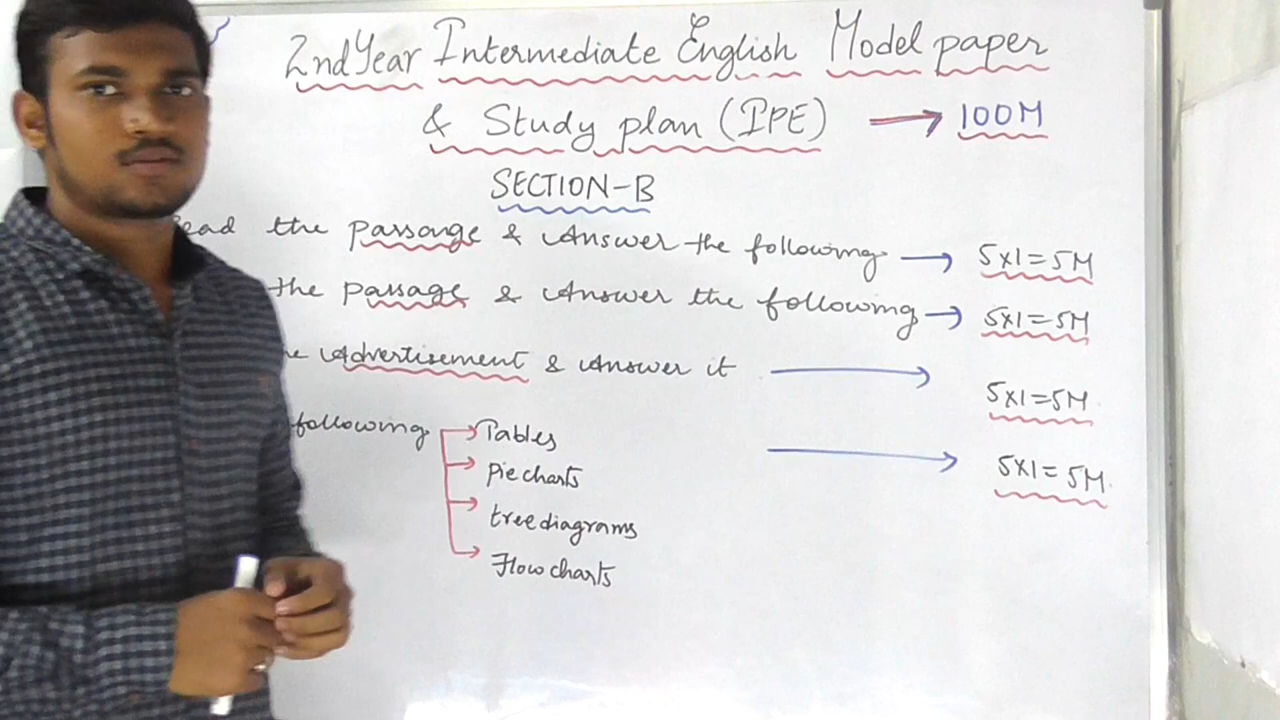 2nd Year Intermediate English Model paper
& Study plan (IPE) → 100M
SECTION-B
Read the passange & Answer the following → 5x1=5M
the passage & Answer the following → 5x1=5M
Advertisement & Answer it → 5x1=5M
following → Tables → 5x1=5M
→ Pie charts
→ tree diagrams
→ Flow charts